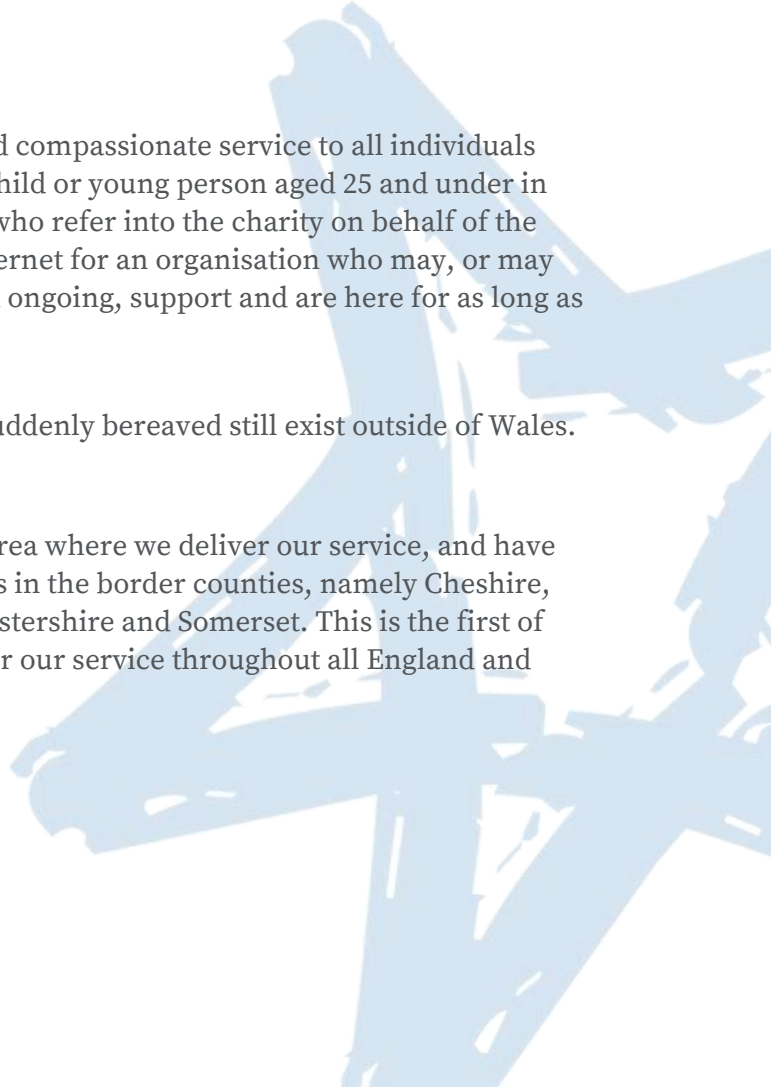 d compassionate service to all individuals
hild or young person aged 25 and under in
who refer into the charity on behalf of the
ernet for an organisation who may, or may
ongoing, support and are here for as long as
uddenly bereaved still exist outside of Wales.
rea where we deliver our service, and have
s in the border counties, namely Cheshire,
stershire and Somerset. This is the first of
r our service throughout all England and